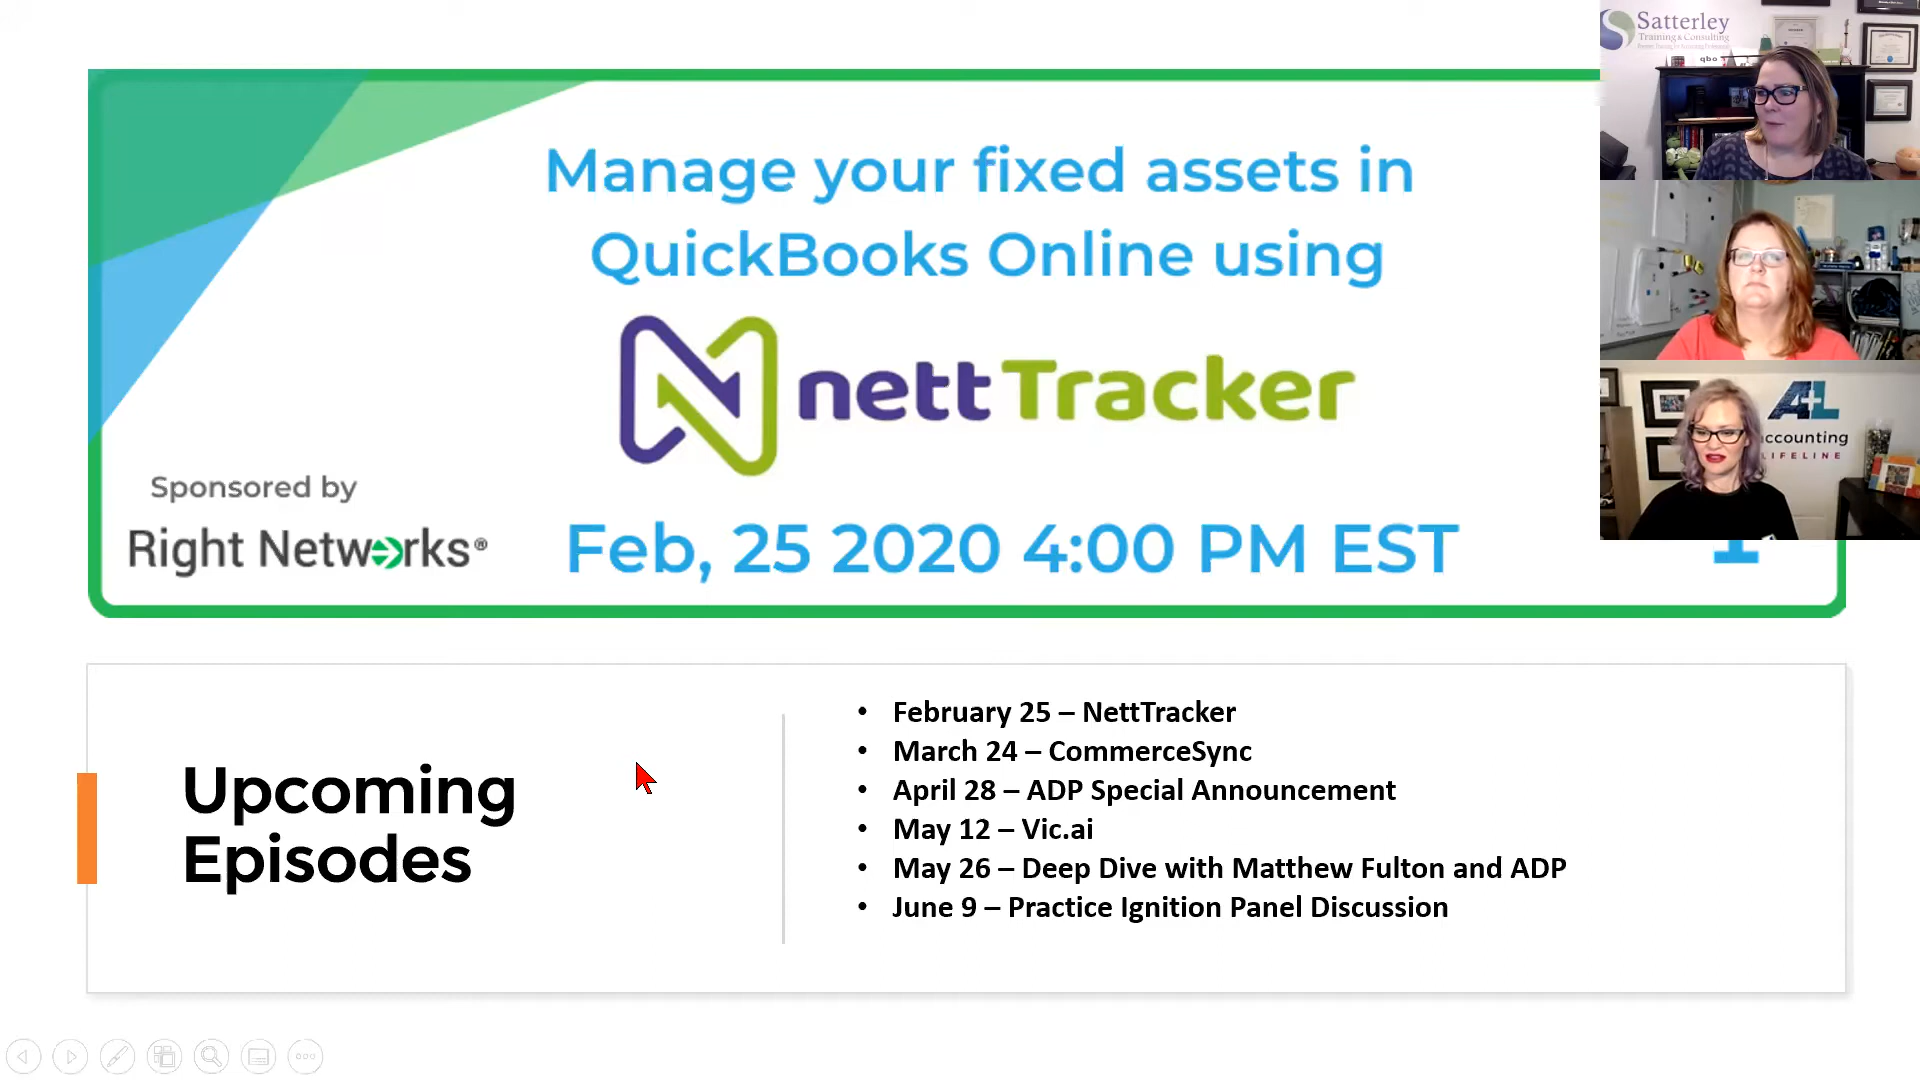 Manage your fixed assets in
QuickBooks Online using
nettTracker
Sponsored by
Right Networks®
Feb, 25 2020 4:00 PM EST
Satterley
Training & Consulting
qbo
A+L
accounting
LIFELINE
Upcoming
Episodes
• February 25 – NettTracker
• March 24 – CommerceSync
• April 28 – ADP Special Announcement
• May 12 – Vic.ai
• May 26 – Deep Dive with Matthew Fulton and ADP
• June 9 – Practice Ignition Panel Discussion